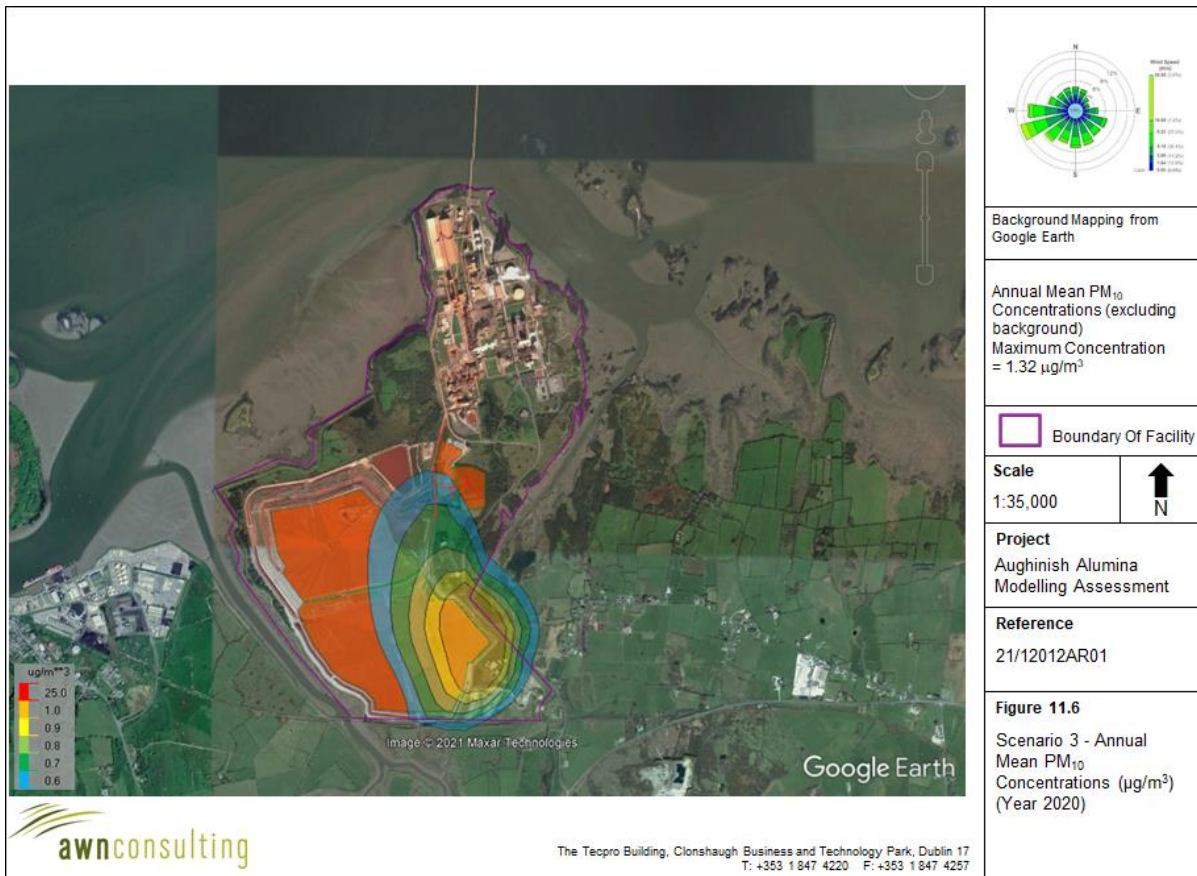 N
W
E
S
Background Mapping from
Google Earth
Annual Mean PM₁₀
Concentrations (excluding
background)
Maximum Concentration
= 1.32 µg/m³
Boundary Of Facility
Scale
1:35,000
N
Project
Aughinish Alumina
Modelling Assessment
Reference
21/12012AR01
Figure 11.6
Scenario 3 - Annual
Mean PM₁₀
Concentrations (µg/m³)
(Year 2020)
ug/m**3
25.0
1.0
0.9
0.8
0.7
0.6
Image © 2021 Maxar Technologies
Google Earth
awnconsulting
The Tecpro Building, Clonshaugh Business and Technology Park, Dublin 17
T: +353 1 847 4220 F: +353 1 847 4257